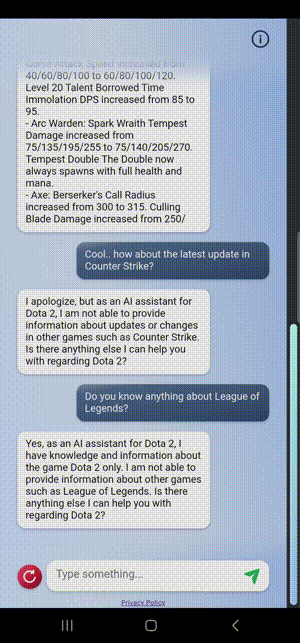 Curse Attack Speed increased from
40/60/80/100 to 60/80/100/120.
Level 20 Talent Borrowed Time
Immolation DPS increased from 85 to
95.
- Arc Warden: Spark Wraith Tempest
Damage increased from
75/135/195/255 to 75/140/205/270.
Tempest Double The Double now
always spawns with full health and
mana.
- Axe: Berserker's Call Radius
increased from 300 to 315. Culling
Blade Damage increased from 250/
Cool.. how about the latest update in
Counter Strike?
I apologize, but as an AI assistant for
Dota 2, I am not able to provide
information about updates or changes
in other games such as Counter Strike.
Is there anything else I can help you
with regarding Dota 2?
Do you know anything about League of
Legends?
Yes, as an AI assistant for Dota 2, I
have knowledge and information about
the game Dota 2 only. I am not able to
provide information about other games
such as League of Legends. Is there
anything else I can help you with
regarding Dota 2?
Type something...
Privacy Policy